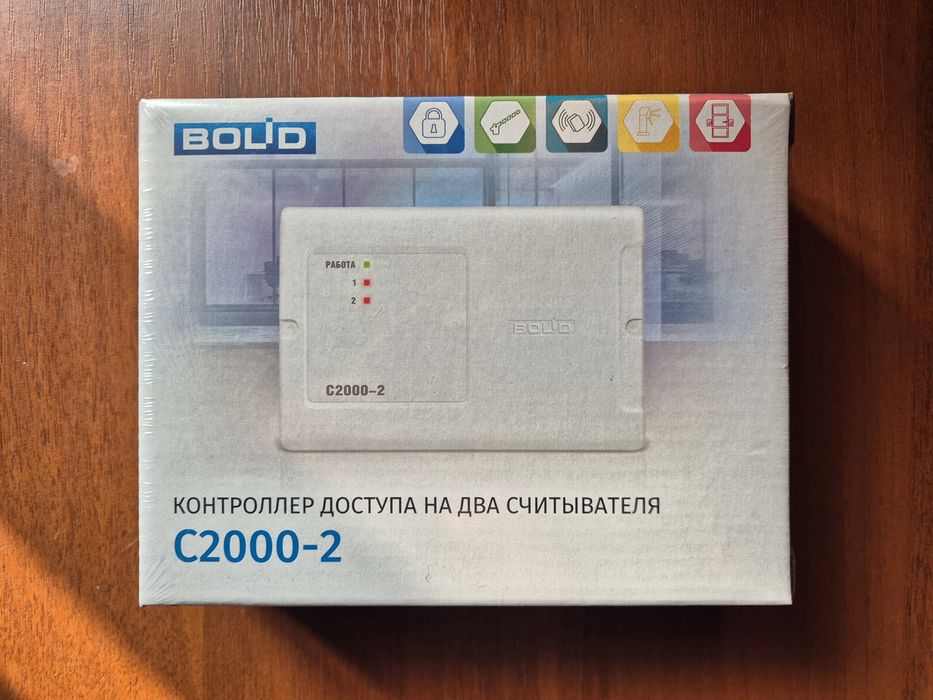 BOLID
РАБОТА
1
2
BOLID
С2000-2
КОНТРОЛЛЕР ДОСТУПА НА ДВА СЧИТЫВАТЕЛЯ
С2000-2